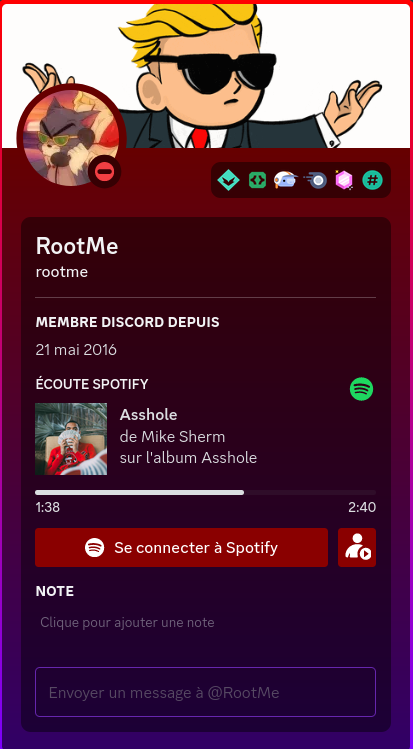 RootMe
rootme
MEMBRE DISCORD DEPUIS
21 mai 2016
ÉCOUTE SPOTIFY
Asshole
de Mike Sherm
sur l'album Asshole
1:38 2:40
Se connecter à Spotify
NOTE
Clique pour ajouter une note
Envoyer un message à @RootMe